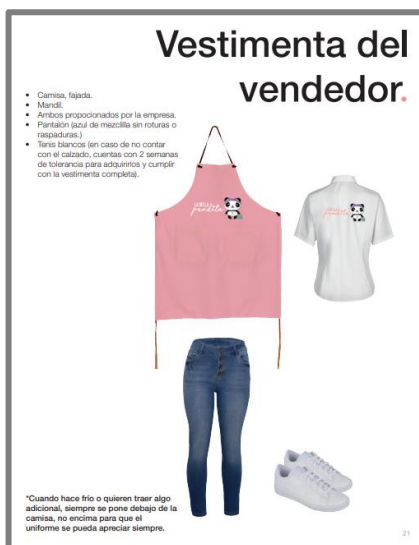 Vestimenta del
vendedor.
• Camisa, fajada.
• Mandil.
• Ambos propocionados por la empresa.
• Pantalón (azul de mezclilla sin roturas o
raspaduras.)
• Tenis blancos (en caso de no contar
con el calzado, cuentas con 2 semanas
de tolerancia para adquirirlos y cumplir
con la vestimenta completa).
pandita
*Cuando hace frío o quieren traer algo
adicional, siempre se pone debajo de la
camisa, no encima para que el
uniforme se pueda apreciar siempre.
21